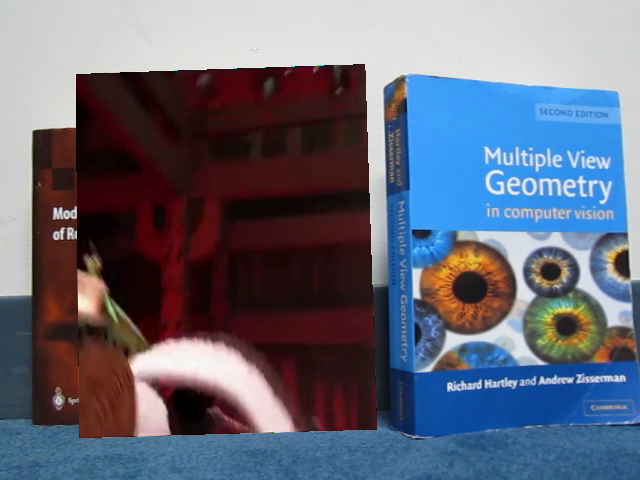 Mod
of R
Hartley and
Zisserman
Multiple View Geometry
SECOND EDITION
Multiple View
Geometry
in computer vision
Richard Hartley and Andrew Zisserman
CAMBRIDGE